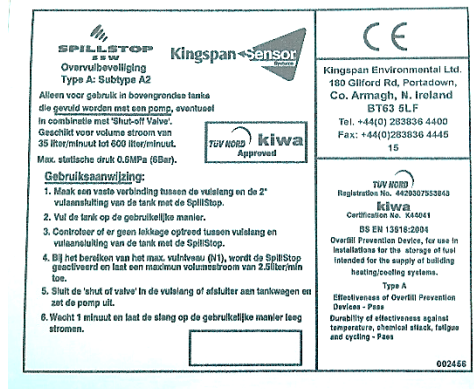 SPILLSTOP
SSW
Overvulbeveiliging
Type A: Subtype A2
Kingspan Sensor
Systems
Alleen voor gebruik in bovengrondse tanks
die gevuld worden met een pomp, eventueel
in combinatie met 'Shut-off Valve'.
Geschikt voor volume stroom van
35 liter/minuut tot 600 liter/minuut.
Max. statische druk 0.6MPa (6Bar).
TÜV NORD kiwa
Approved
Gebruiksaanwijzing:
1. Maak een vaste verbinding tussen de vulslang en de 2"
vulaansluiting van de tank met de SpillStop.
2. Vul de tank op de gebruikelijke manier.
3. Controleer of er geen lekkage optreed tussen vulslang en
vulaansluiting van de tank met de SpillStop.
4. Bij het bereiken van het max. vulniveau (N1), wordt de SpillStop
geactiveerd en laat een maximun volumestroom van 2.5liter/min
toe.
5. Sluit de 'shut of valve' in de vulslang of afsluiter aan tankwagen en
zet de pomp uit.
6. Wacht 1 minuut en laat de slang op de gebruikelijke manier leeg
stromen.
CE
Kingspan Environmental Ltd.
180 Gilford Rd, Portadown,
Co. Armagh, N. Ireland
BT63 5LF
Tel. +44(0) 283836 4400
Fax: +44(0)283836 4445
15
TÜV NORD
Registration No. 4420307553843
kiwa
Certification No. K44041
BS EN 13616:2004
Overfill Prevention Device, for use in
installations for the storage of fuel
intended for the supply of building
heating/cooling systems.
Type A
Effectiveness of Overfill Prevention
Devices - Pass
Durability of effectiveness against
temperature, chemical attack, fatigue
and cycling - Pass
002456